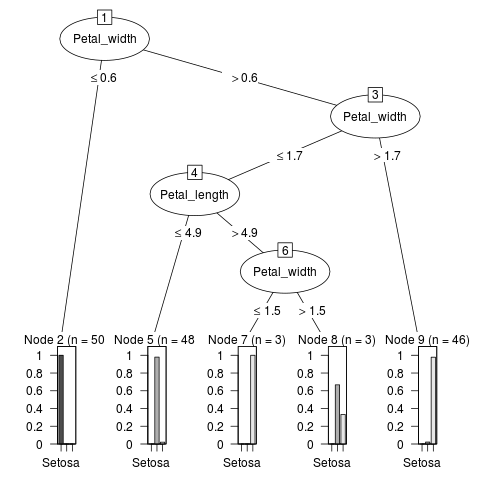 1
Petal_width
≤ 0.6
> 0.6
3
Petal_width
≤ 1.7
> 1.7
4
Petal_length
≤ 4.9
> 4.9
6
Petal_width
≤ 1.5
> 1.5
Node 2 (n = 50 Node 5 (n = 48 Node 7 (n = 3) Node 8 (n = 3) Node 9 (n = 46)
1 1 1 1 1
0.8 0.8 0.8 0.8 0.8
0.6 0.6 0.6 0.6 0.6
0.4 0.4 0.4 0.4 0.4
0.2 0.2 0.2 0.2 0.2
0 0 0 0 0
Setosa Setosa Setosa Setosa Setosa